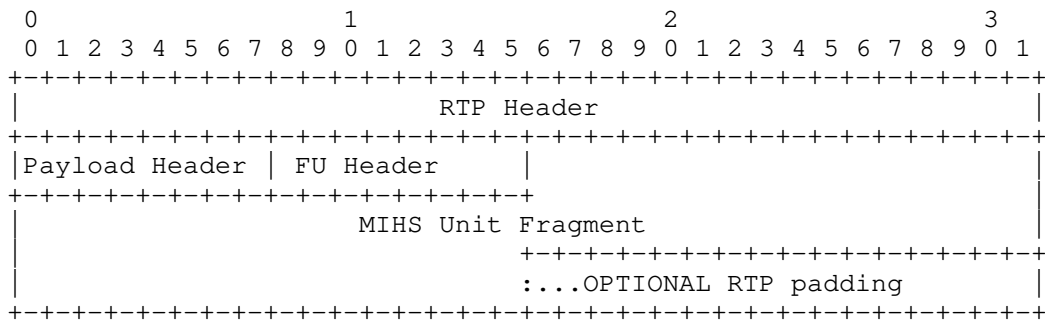 0                   1                   2                   3
 0 1 2 3 4 5 6 7 8 9 0 1 2 3 4 5 6 7 8 9 0 1 2 3 4 5 6 7 8 9 0 1
+-+-+-+-+-+-+-+-+-+-+-+-+-+-+-+-+-+-+-+-+-+-+-+-+-+-+-+-+-+-+-+-+
|                          RTP Header                           |
+-+-+-+-+-+-+-+-+-+-+-+-+-+-+-+-+-+-+-+-+-+-+-+-+-+-+-+-+-+-+-+-+
|Payload Header | FU Header     |                               |
+-+-+-+-+-+-+-+-+-+-+-+-+-+-+-+-+                               |
|                     MIHS Unit Fragment                        |
|                               +-+-+-+-+-+-+-+-+-+-+-+-+-+-+-+-+
|                               :...OPTIONAL RTP padding        |
+-+-+-+-+-+-+-+-+-+-+-+-+-+-+-+-+-+-+-+-+-+-+-+-+-+-+-+-+-+-+-+-+